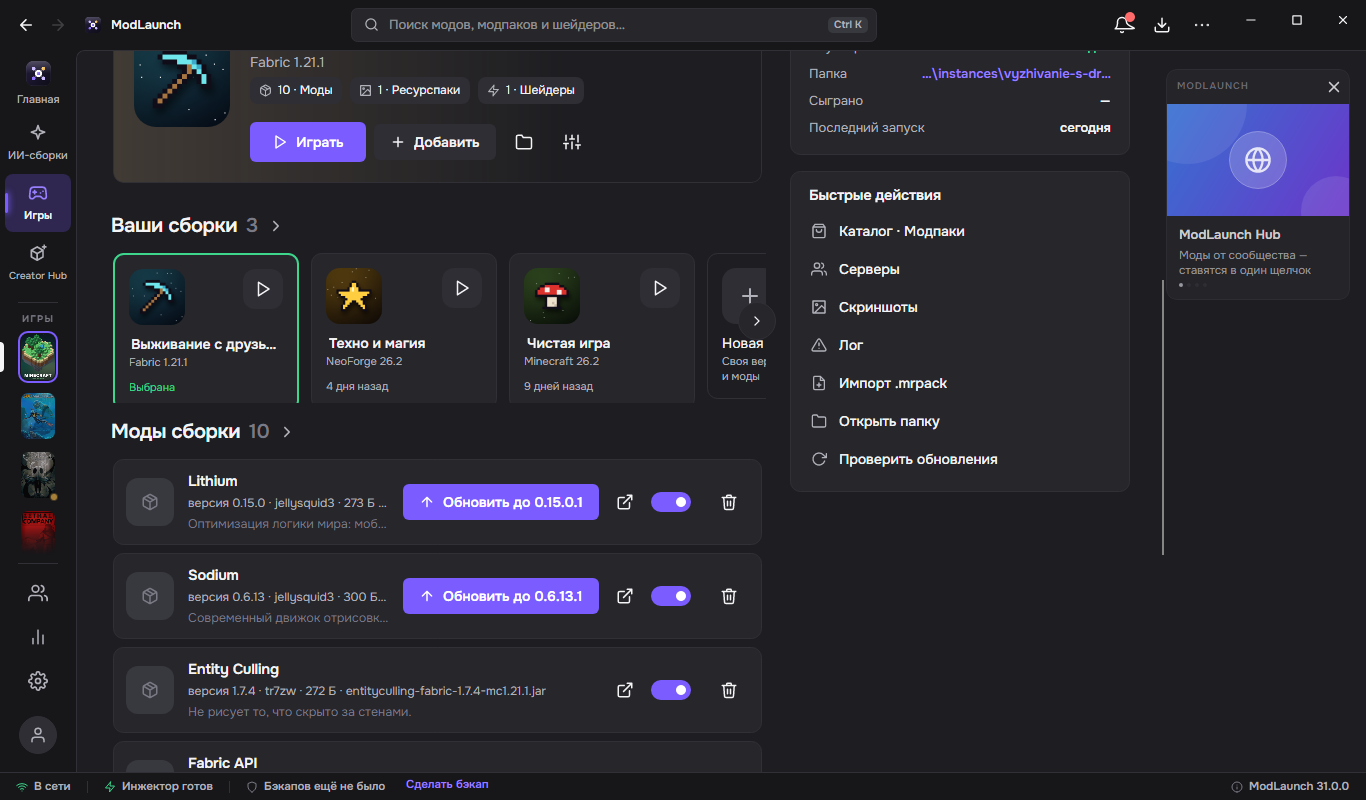 ModLaunch
Поиск модов, модпаков и шейдеров...
Ctrl K
Главная
ИИ-сборки
Игры
Creator Hub
ИГРЫ
MINECRAFT
LETHAL COMPANY
Fabric 1.21.1
10 · Моды
1 · Ресурспаки
1 · Шейдеры
Играть
Добавить
Ваши сборки 3
Выживание с друзь...
Fabric 1.21.1
Выбрана
Техно и магия
NeoForge 26.2
4 дня назад
Чистая игра
Minecraft 26.2
9 дней назад
Новая
Своя вер
и моды
Моды сборки 10
Lithium
версия 0.15.0 · jellysquid3 · 273 Б ...
Оптимизация логики мира: моб...
Обновить до 0.15.0.1
Sodium
версия 0.6.13 · jellysquid3 · 300 Б...
Современный движок отрисовк...
Обновить до 0.6.13.1
Entity Culling
версия 1.7.4 · tr7zw · 272 Б · entityculling-fabric-1.7.4-mc1.21.1.jar
Не рисует то, что скрыто за стенами.
Fabric API
Папка
...\instances\vyzhivanie-s-dr...
Сыграно
—
Последний запуск
сегодня
Быстрые действия
Каталог · Модпаки
Серверы
Скриншоты
Лог
Импорт .mrpack
Открыть папку
Проверить обновления
MODLAUNCH
ModLaunch Hub
Моды от сообщества —
ставятся в один щелчок
В сети
Инжектор готов
Бэкапов ещё не было
Сделать бэкап
ModLaunch 31.0.0